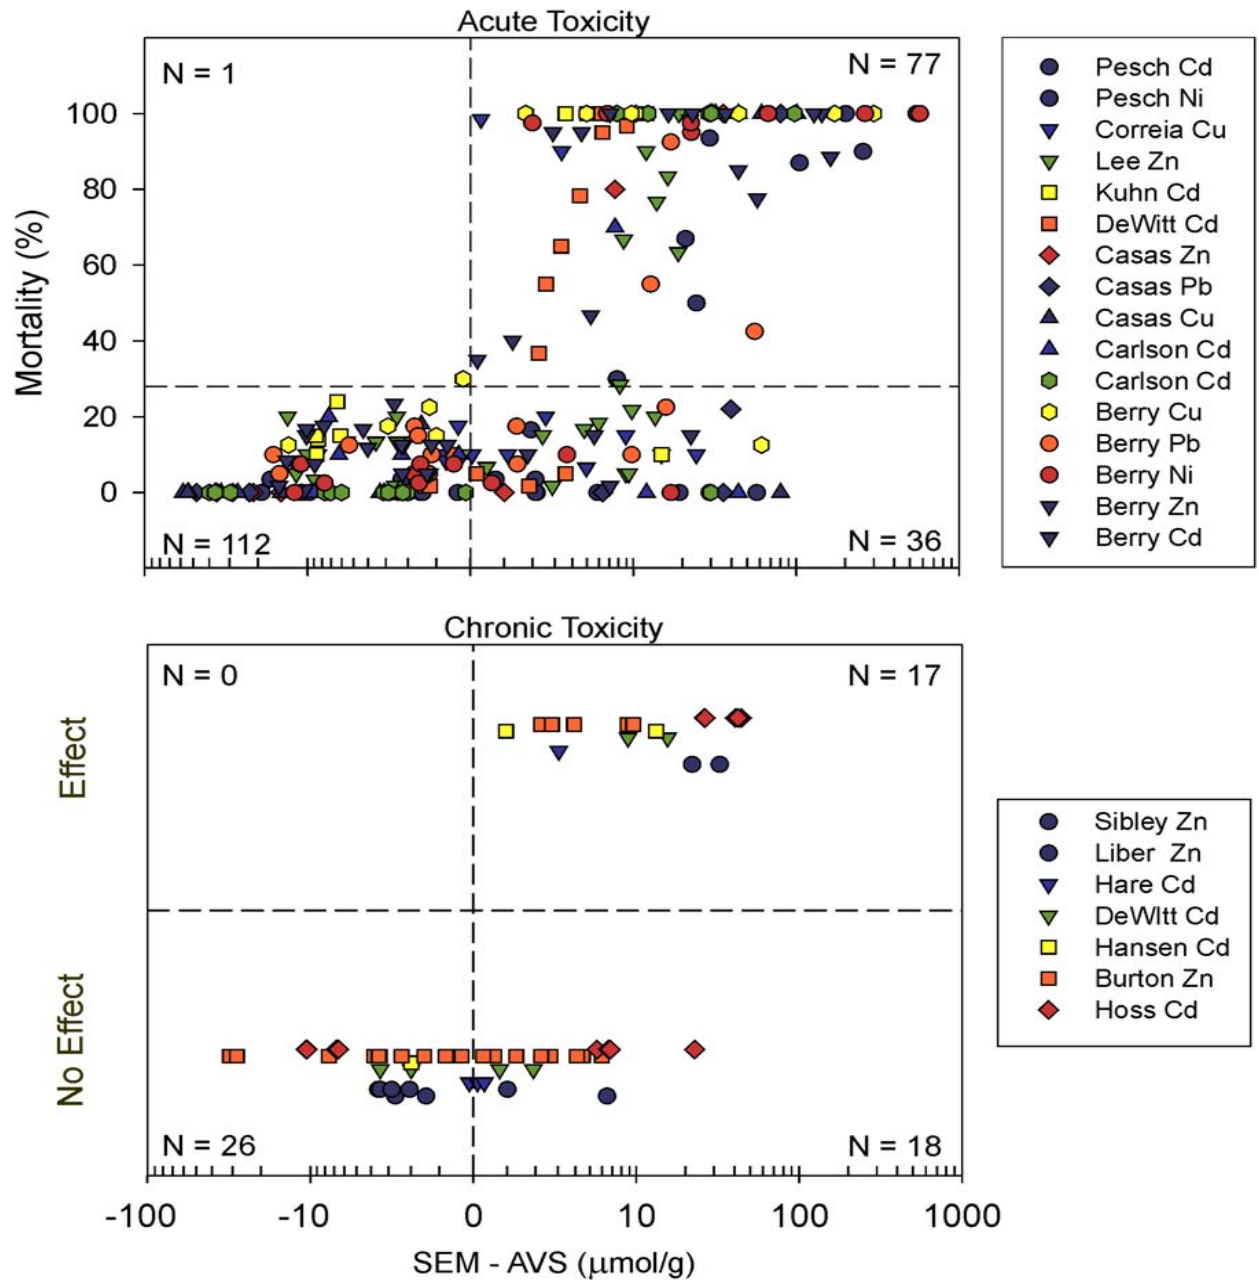 Acute Toxicity
N = 1
N = 77
100
80
60
40
20
0
Mortality (%)
N = 112
N = 36
Pesch Cd
Pesch Ni
Correia Cu
Lee Zn
Kuhn Cd
DeWitt Cd
Casas Zn
Casas Pb
Casas Cu
Carlson Cd
Carlson Cd
Berry Cu
Berry Pb
Berry Ni
Berry Zn
Berry Cd
Chronic Toxicity
N = 0
N = 17
Effect
No Effect
N = 26
N = 18
Sibley Zn
Liber Zn
Hare Cd
DeWItt Cd
Hansen Cd
Burton Zn
Hoss Cd
-100 -10 0 10 100 1000
SEM - AVS (μmol/g)